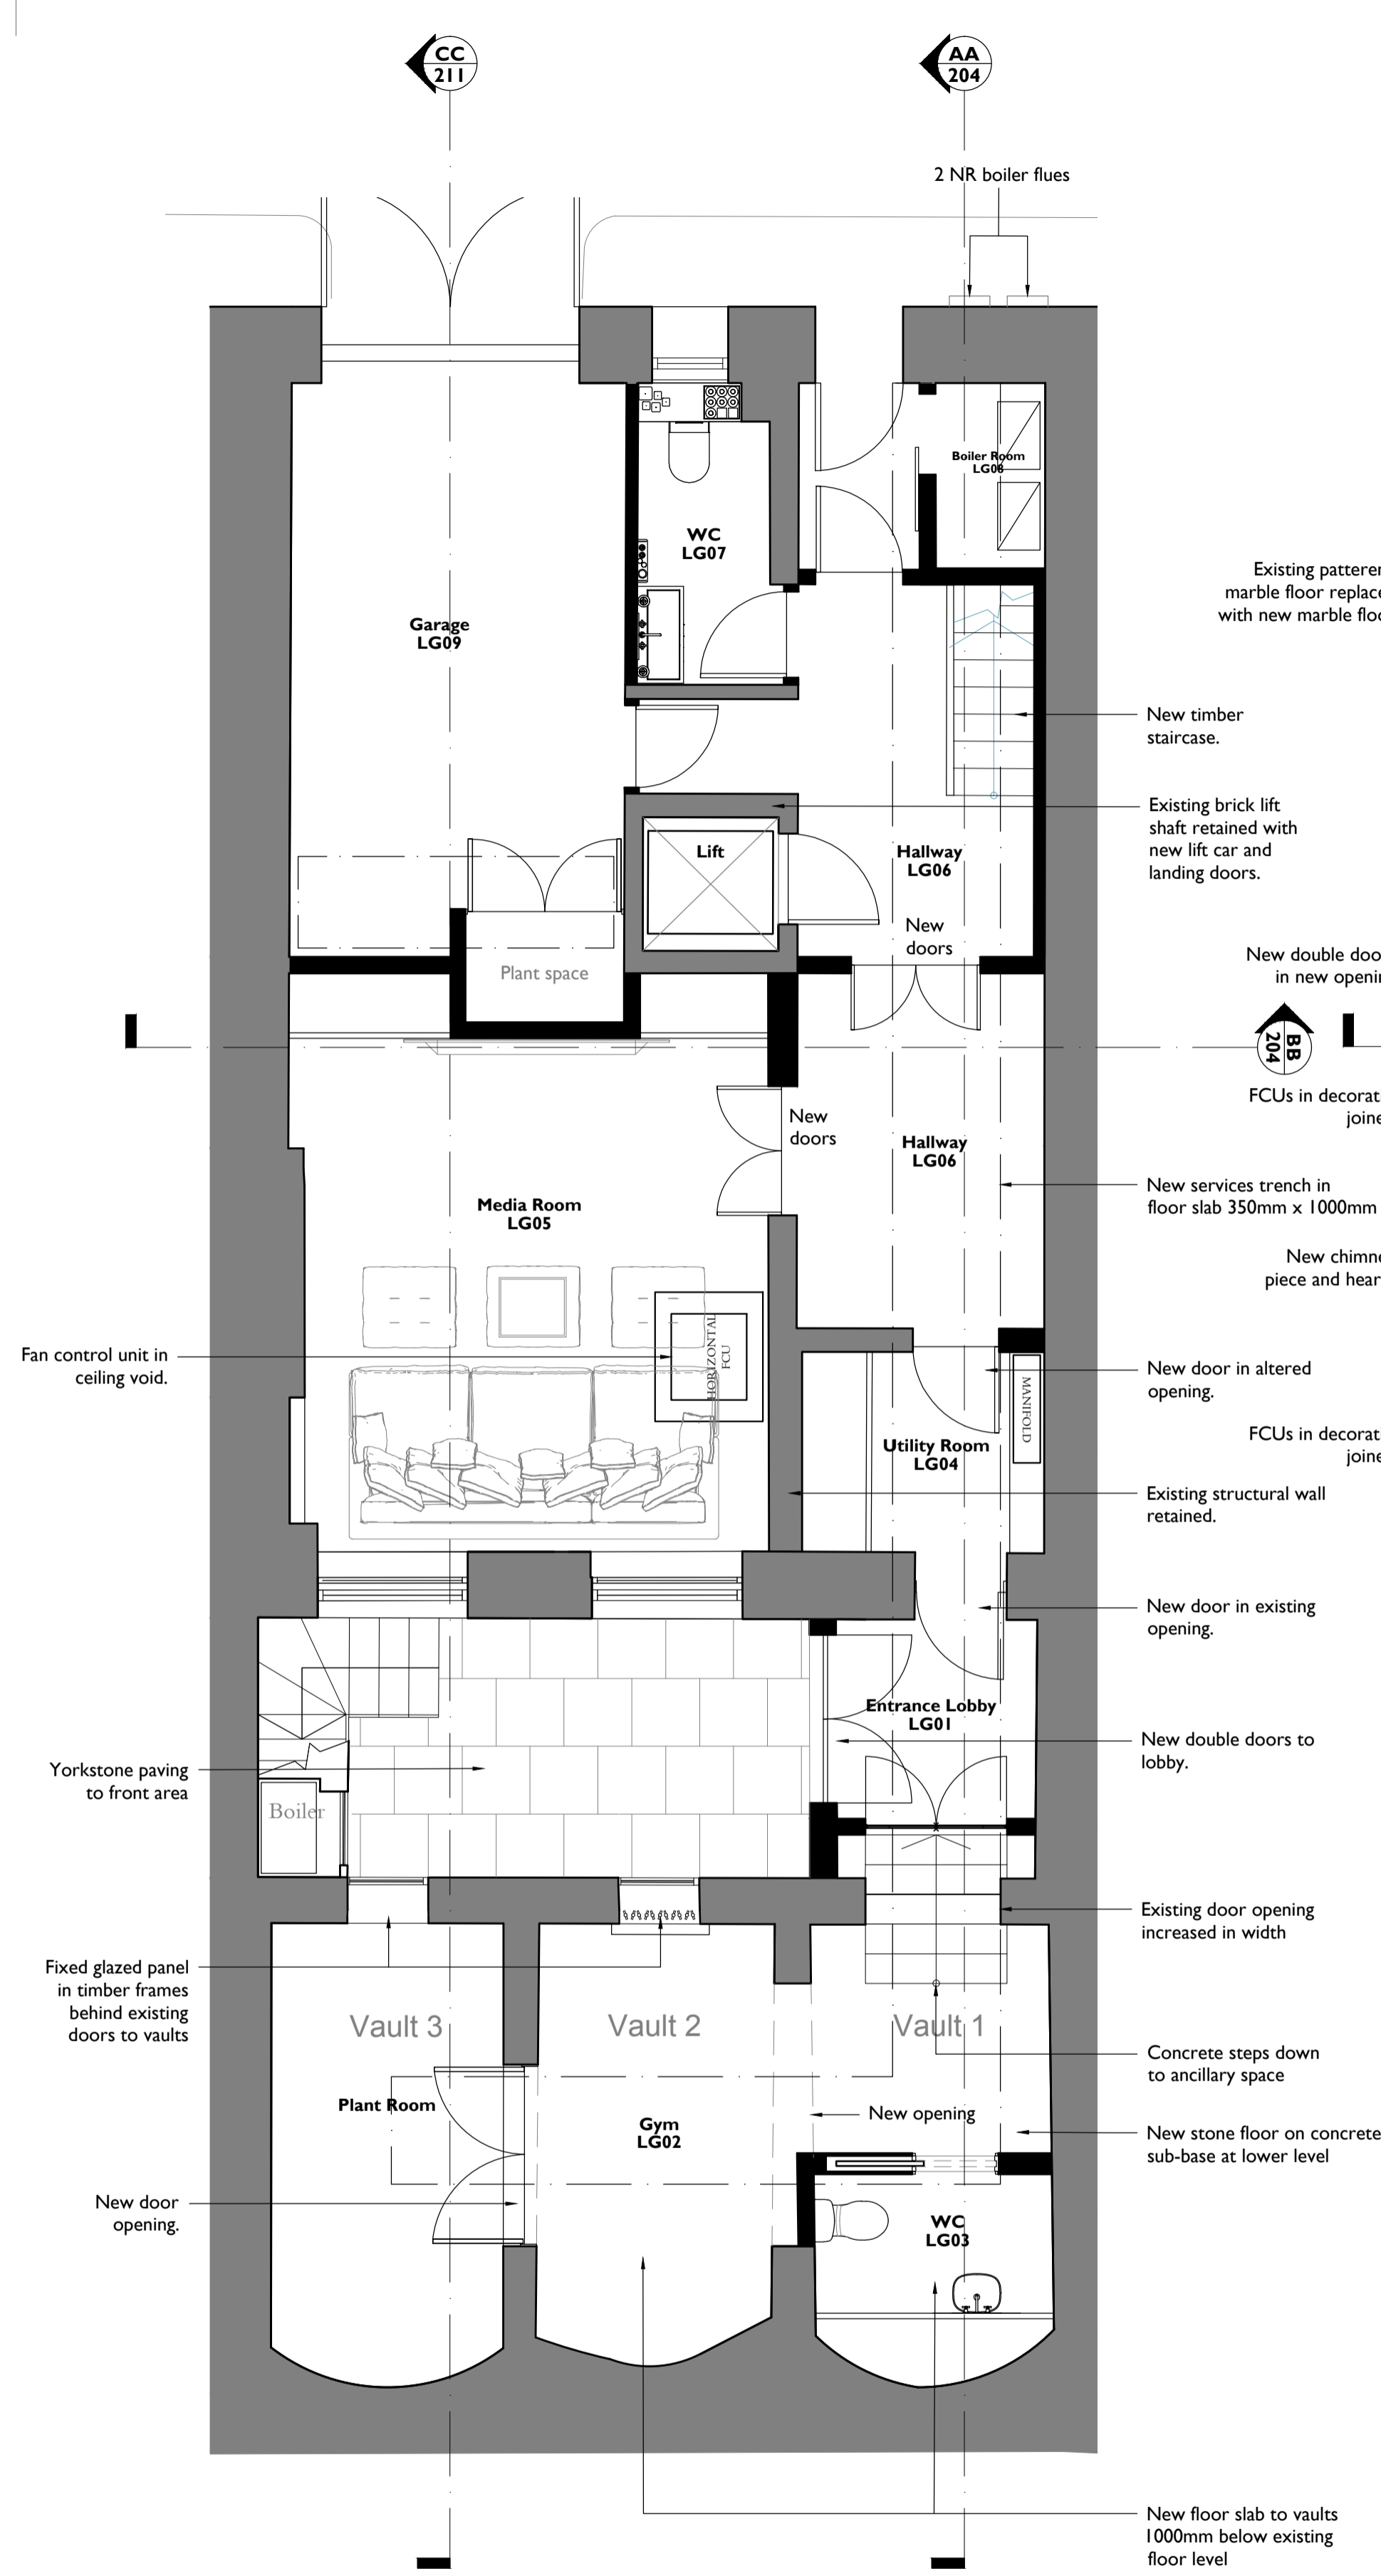 CC
211
AA
204
2 NR boiler flues
Boiler Room
LG08
WC
LG07
Existing patterer
marble floor replace
with new marble floo
Garage
LG09
New timber
staircase.
Existing brick lift
shaft retained with
new lift car and
landing doors.
Lift
Hallway
LG06
New
doors
New double doo
in new openin
Plant space
BB
204
FCUs in decorat
joine
New
doors
Hallway
LG06
New services trench in
floor slab 350mm x 1000mm
Media Room
LG05
New chimne
piece and hear
HORIZONTAL
FCU
Fan control unit in
ceiling void.
New door in altered
opening.
MANIFOLD
FCUs in decorat
joine
Utility Room
LG04
Existing structural wall
retained.
New door in existing
opening.
Entrance Lobby
LG01
New double doors to
lobby.
Yorkstone paving
to front area
Boiler
Existing door opening
increased in width
Fixed glazed panel
in timber frames
behind existing
doors to vaults
Vault 3
Vault 2
Vault 1
Concrete steps down
to ancillary space
Plant Room
Gym
LG02
New opening
New stone floor on concrete
sub-base at lower level
New door
opening.
WC
LG03
New floor slab to vaults
1000mm below existing
floor level